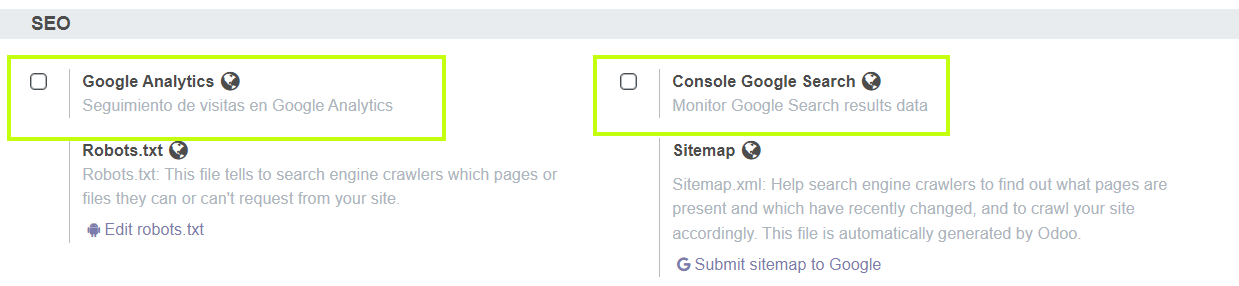 SEO
Google Analytics
Seguimiento de visitas en Google Analytics
Console Google Search
Monitor Google Search results data
Robots.txt
Robots.txt: This file tells to search engine crawlers which pages or
files they can or can't request from your site.
Edit robots.txt
Sitemap
Sitemap.xml: Help search engine crawlers to find out what pages are
present and which have recently changed, and to crawl your site
accordingly. This file is automatically generated by Odoo.
Submit sitemap to Google